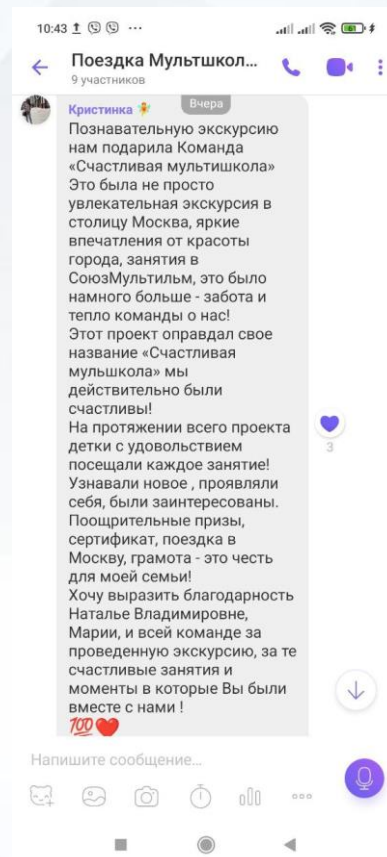 10:43
Поездка Мультшкол...
9 участников
Вчера
Кристинка
Познавательную экскурсию
нам подарила Команда
«Счастливая мультишкола»
Это была не просто
увлекательная экскурсия в
столицу Москва, яркие
впечатления от красоты
города, занятия в
СоюзМультильм, это было
намного больше - забота и
тепло команды о нас!
Этот проект оправдал свое
название «Счастливая
мульшкола» мы
действительно были
счастливы!
На протяжении всего проекта
детки с удовольствием
посещали каждое занятие!
Узнавали новое , проявляли
себя, были заинтересованы.
Поощрительные призы,
сертификат, поездка в
Москву, грамота - это честь
для моей семьи!
Хочу выразить благодарность
Наталье Владимировне,
Марии, и всей команде за
проведенную экскурсию, за те
счастливые занятия и
моменты в которые Вы были
вместе с нами !
💯❤️
3
Напишите сообщение...